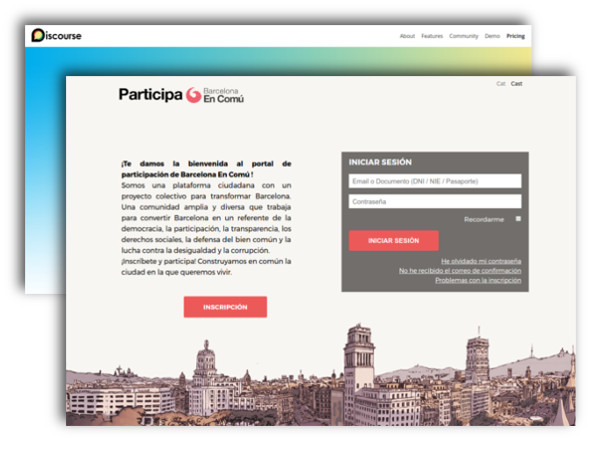 Discourse
About Features Community Demo Pricing
Participa Barcelona
En Comú
Cat Cast
¡Te damos la bienvenida al portal de
participación de Barcelona En Comú !
Somos una plataforma ciudadana con un
proyecto colectivo para transformar Barcelona.
Una comunidad amplia y diversa que trabaja
para convertir Barcelona en un referente de la
democracia, la participación, la transparencia, los
derechos sociales, la defensa del bien común y la
lucha contra la desigualdad y la corrupción.
¡Inscríbete y participa! Construyamos en común la
ciudad en la que queremos vivir.
INSCRIPCIÓN
INICIAR SESIÓN
Email o Documento (DNI / NIE / Pasaporte)
Contraseña
Recordarme
INICIAR SESIÓN
He olvidado mi contraseña
No he recibido el correo de confirmación
Problemas con la inscripción